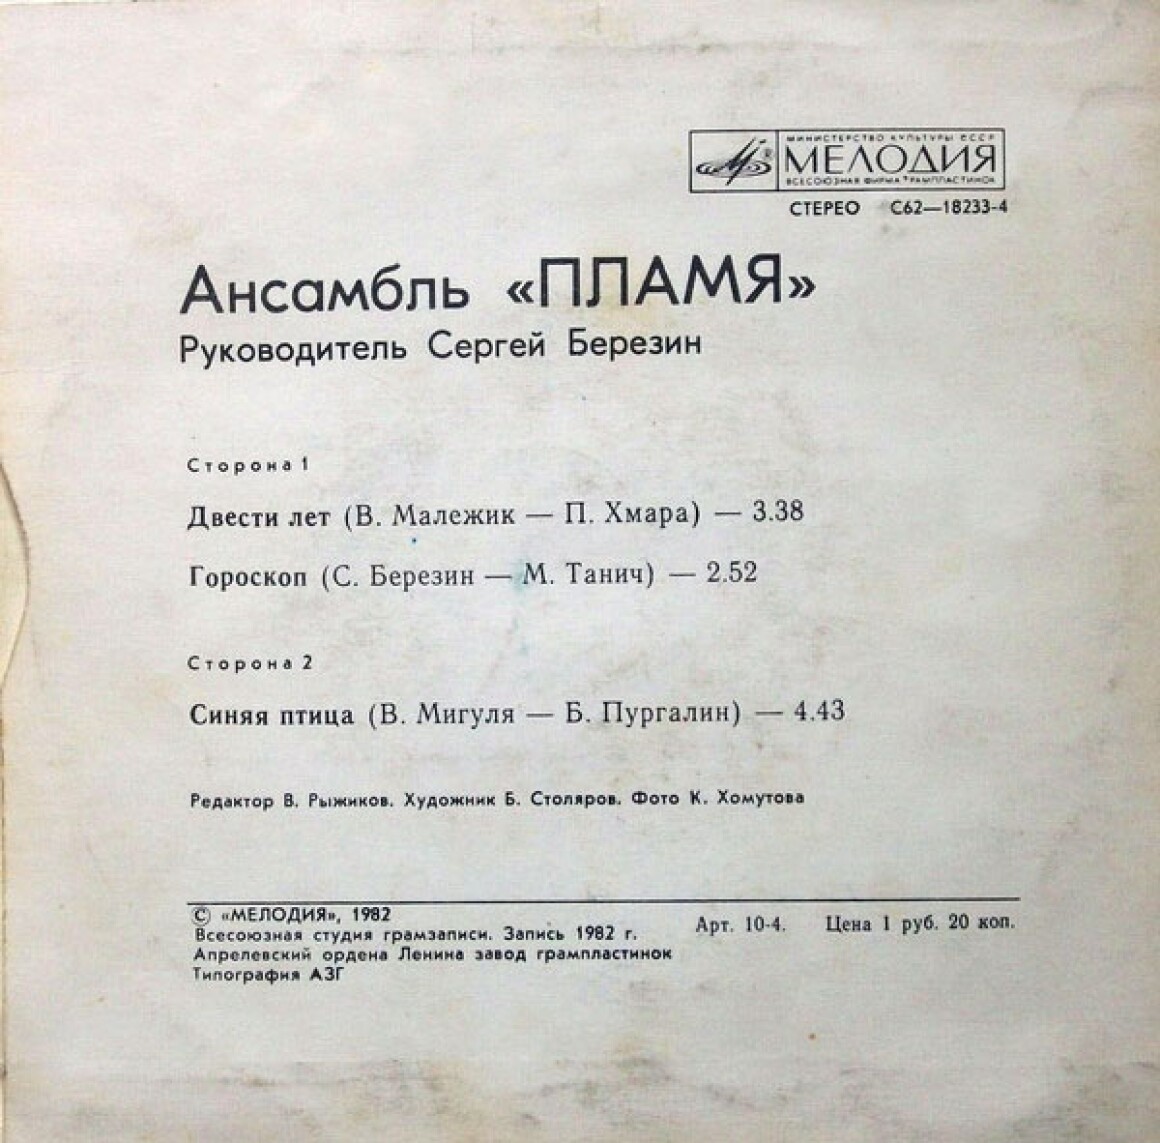 МИНИСТЕРСТВО КУЛЬТУРЫ СССР
МЕЛОДИЯ
ВСЕСОЮЗНАЯ ФИРМА ГРАМПЛАСТИНОК
СТЕРЕО С62—18233-4
Ансамбль «ПЛАМЯ»
Руководитель Сергей Березин
Сторона 1
Двести лет (В. Малежик — П. Хмара) — 3.38
Гороскоп (С. Березин — М. Танич) — 2.52
Сторона 2
Синяя птица (В. Мигуля — Б. Пургалин) — 4.43
Редактор В. Рыжиков. Художник Б. Столяров. Фото К. Хомутова
© «МЕЛОДИЯ», 1982
Всесоюзная студия грамзаписи. Запись 1982 г. Арт. 10-4. Цена 1 руб. 20 коп.
Апрелевский ордена Ленина завод грампластинок
Типография АЗГ